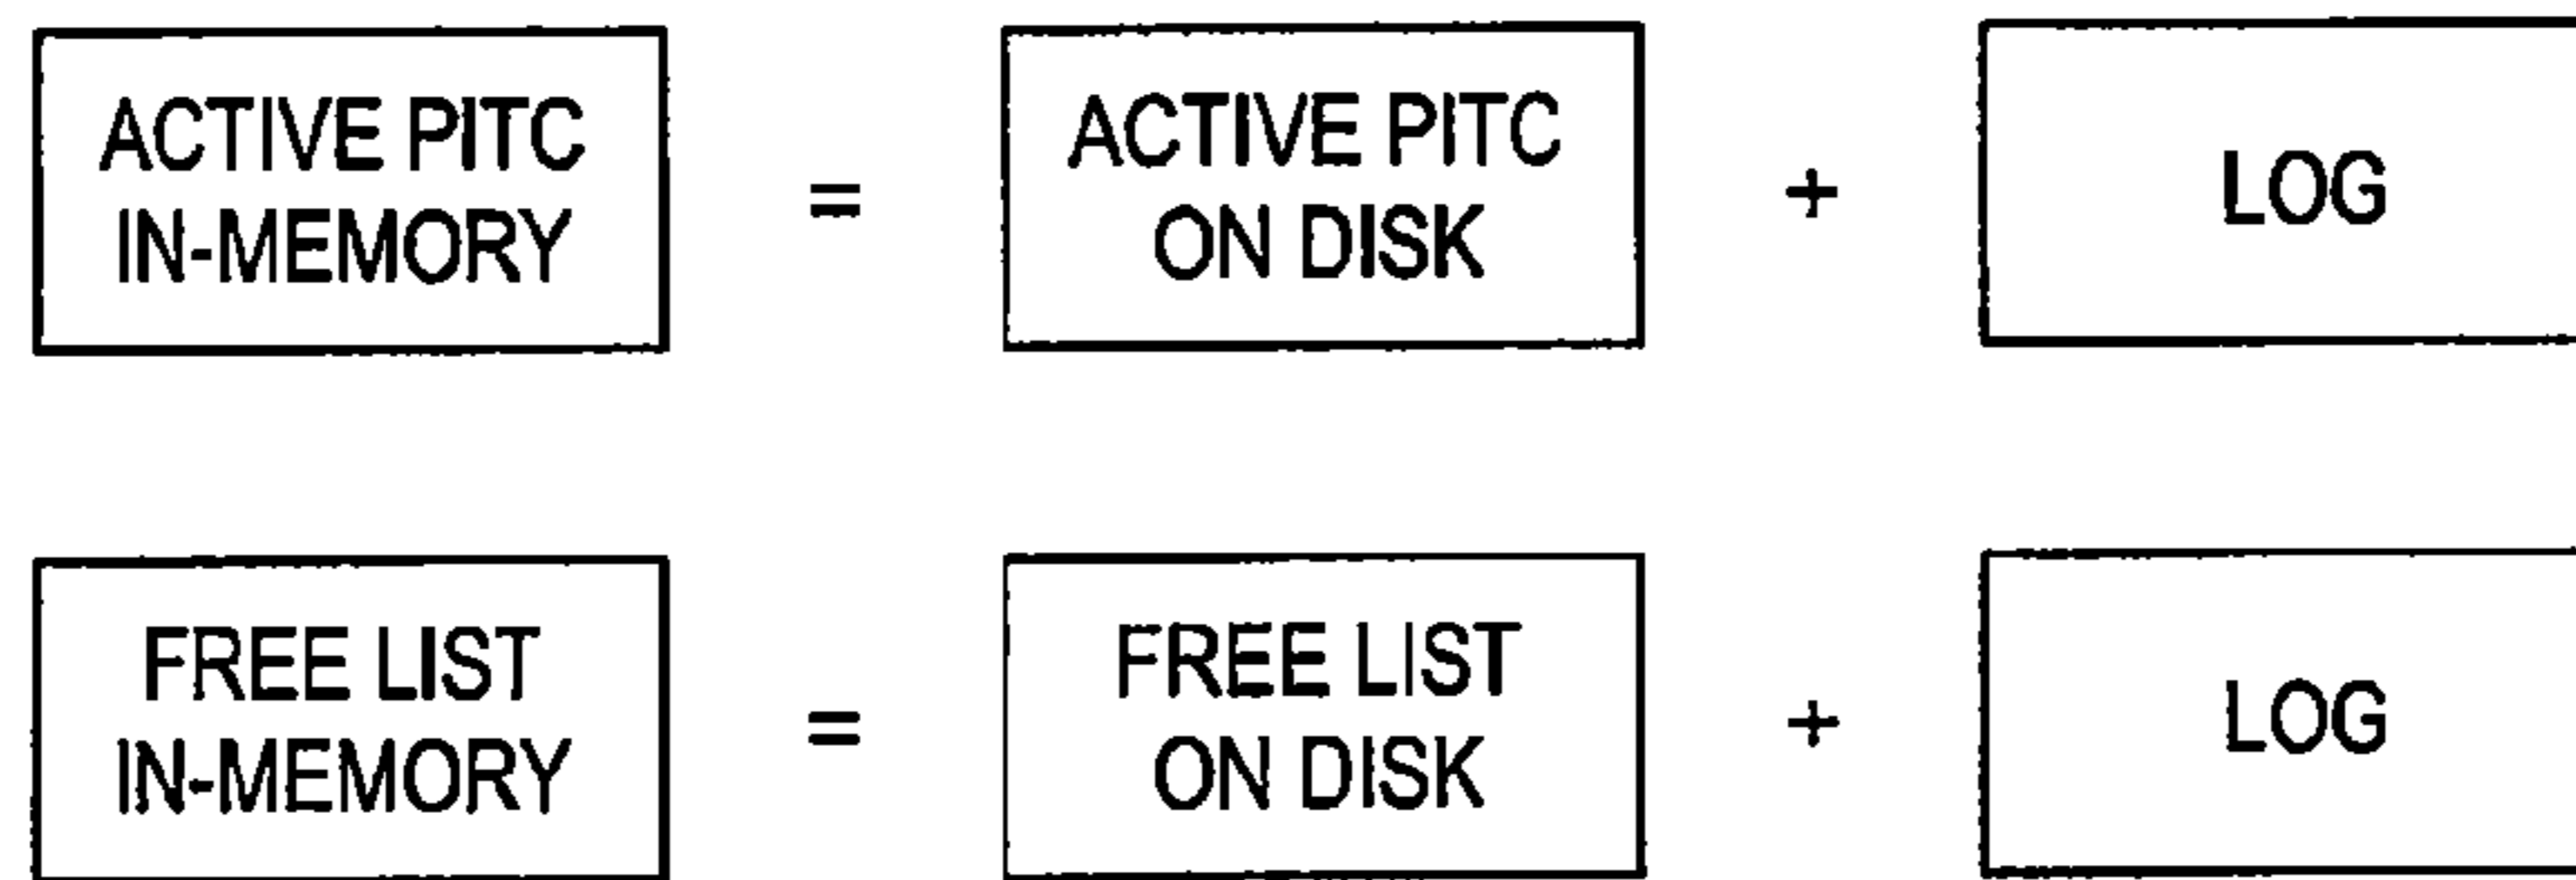 ACTIVE PITC
IN-MEMORY
=
ACTIVE PITC
ON DISK
+
LOG
FREE LIST
IN-MEMORY
=
FREE LIST
ON DISK
+
LOG